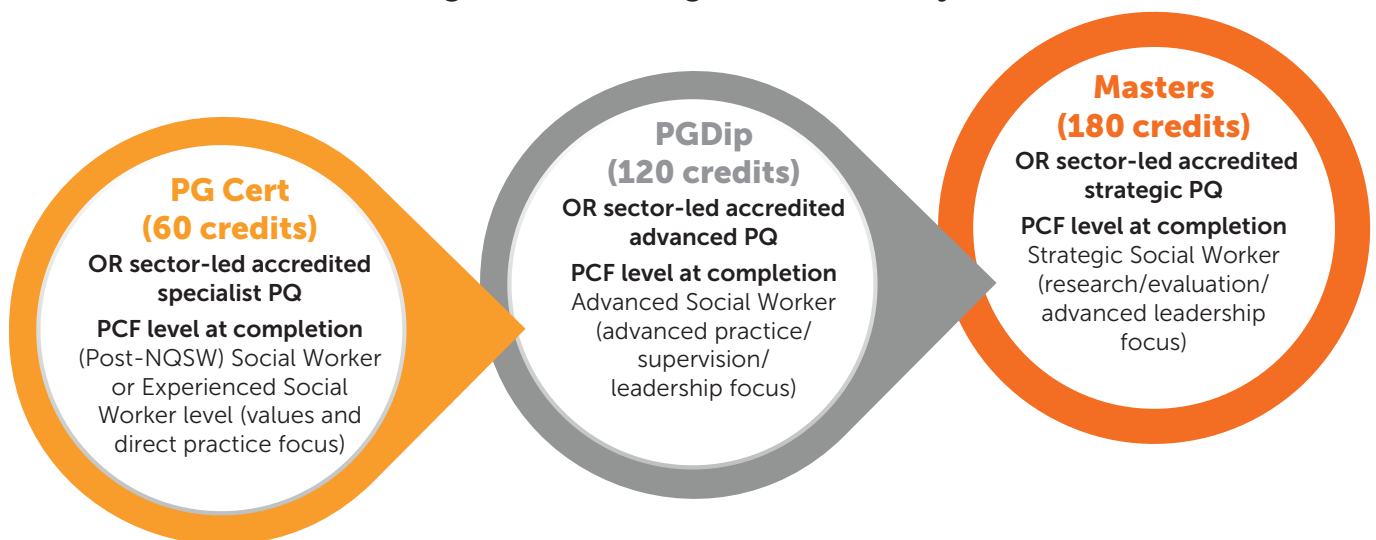 PG Cert
(60 credits)
OR sector-led accredited
specialist PQ
PCF level at completion
(Post-NQSW) Social Worker
or Experienced Social
Worker level (values and
direct practice focus)
PGDip
(120 credits)
OR sector-led accredited
advanced PQ
PCF level at completion
Advanced Social Worker
(advanced practice/
supervision/
leadership focus)
Masters
(180 credits)
OR sector-led accredited
strategic PQ
PCF level at completion
Strategic Social Worker
(research/evaluation/
advanced leadership
focus)